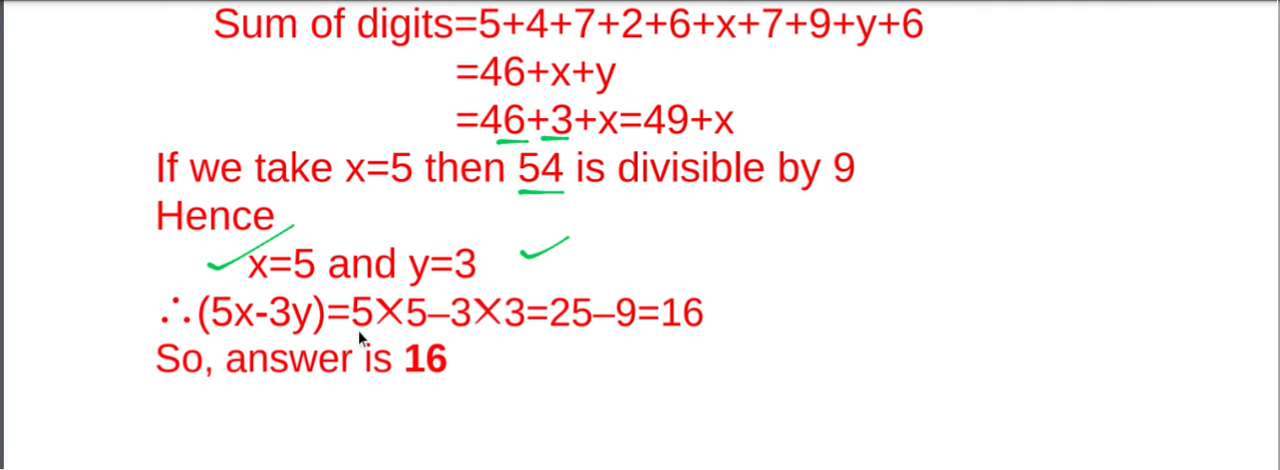 Sum of digits=5+4+7+2+6+x+7+9+y+6
=46+x+y
=46+3+x=49+x
If we take x=5 then 54 is divisible by 9
Hence
x=5 and y=3
∴(5x-3y)=5×5–3×3=25–9=16
So, answer is 16